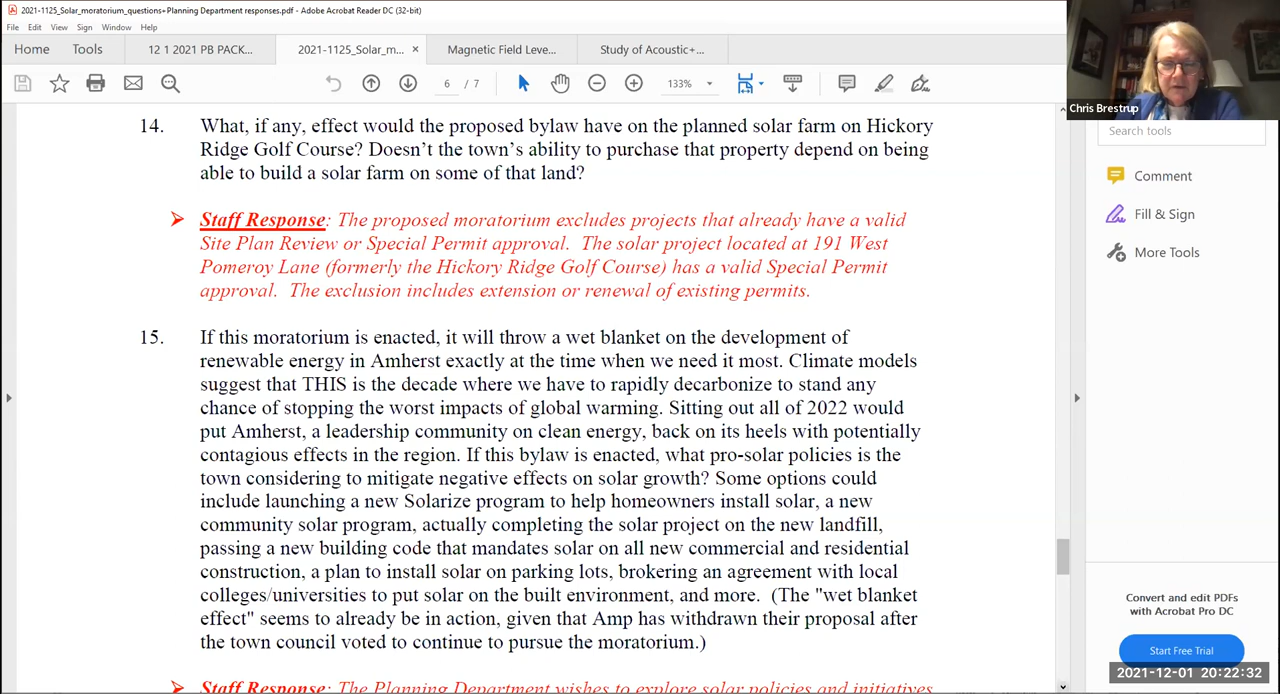 2021-1125_Solar_moratorium_questions+Planning Department responses.pdf - Adobe Acrobat Reader DC (32-bit)
File Edit View Sign Window Help
Home Tools 12 1 2021 PB PACK... 2021-1125_Solar_m... × Magnetic Field Leve... Study of Acoustic+...
6 / 7 133%
Chris Brestrup
14. What, if any, effect would the proposed bylaw have on the planned solar farm on Hickory
Ridge Golf Course? Doesn't the town's ability to purchase that property depend on being
able to build a solar farm on some of that land?
Staff Response: The proposed moratorium excludes projects that already have a valid
Site Plan Review or Special Permit approval. The solar project located at 191 West
Pomeroy Lane (formerly the Hickory Ridge Golf Course) has a valid Special Permit
approval. The exclusion includes extension or renewal of existing permits.
15. If this moratorium is enacted, it will throw a wet blanket on the development of
renewable energy in Amherst exactly at the time when we need it most. Climate models
suggest that THIS is the decade where we have to rapidly decarbonize to stand any
chance of stopping the worst impacts of global warming. Sitting out all of 2022 would
put Amherst, a leadership community on clean energy, back on its heels with potentially
contagious effects in the region. If this bylaw is enacted, what pro-solar policies is the
town considering to mitigate negative effects on solar growth? Some options could
include launching a new Solarize program to help homeowners install solar, a new
community solar program, actually completing the solar project on the new landfill,
passing a new building code that mandates solar on all new commercial and residential
construction, a plan to install solar on parking lots, brokering an agreement with local
colleges/universities to put solar on the built environment, and more. (The "wet blanket
effect" seems to already be in action, given that Amp has withdrawn their proposal after
the town council voted to continue to pursue the moratorium.)
Staff Response: The Planning Department wishes to explore solar policies and initiatives
Search tools
Comment
Fill & Sign
More Tools
Convert and edit PDFs
with Acrobat Pro DC
Start Free Trial
2021-12-01 20:22:32